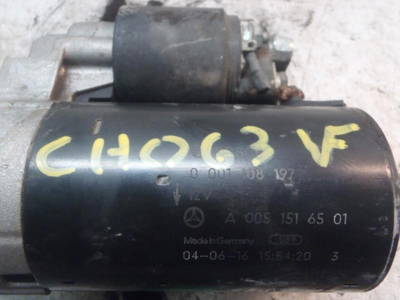 CHO63 VF
0 001 108 197
12V
A 005 151 65 01
Made in Germany
04-06-16 15:54:20 3